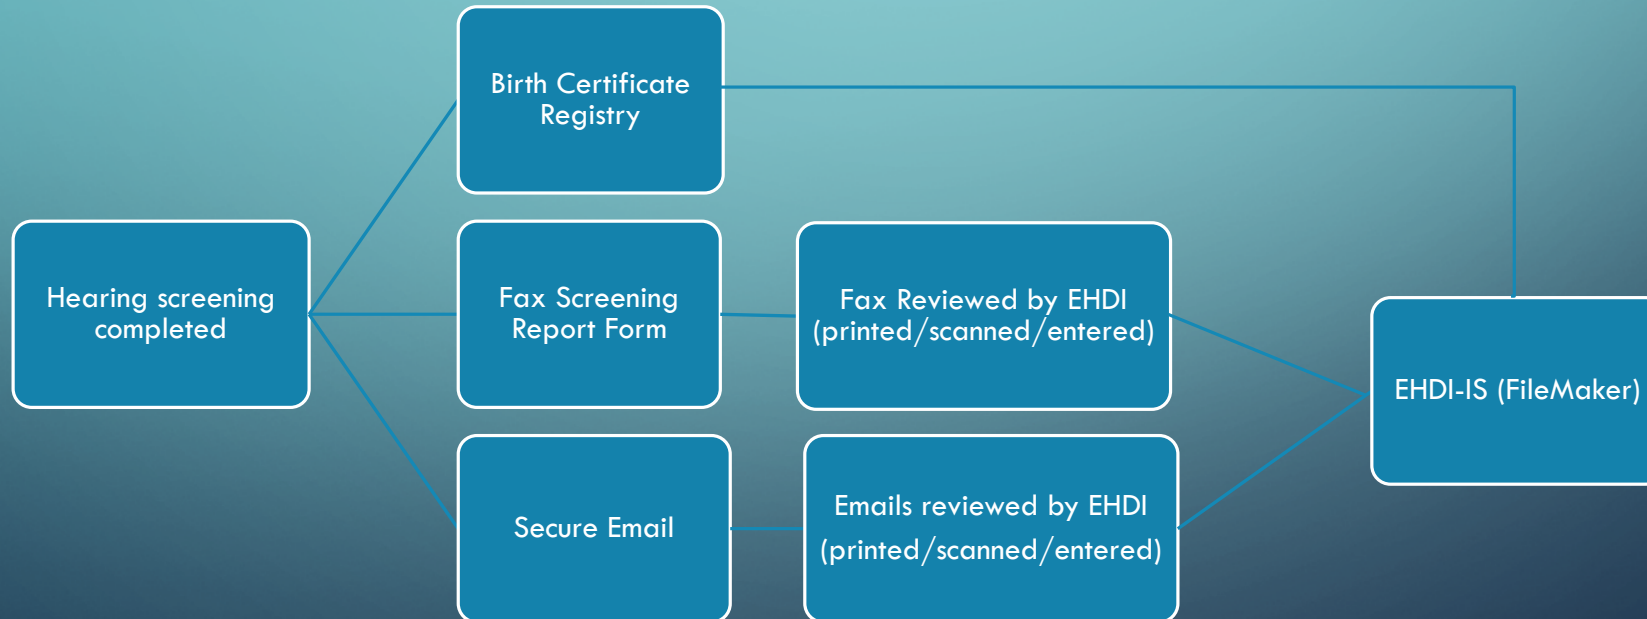 Birth Certificate
Registry
Hearing screening
completed
Fax Screening
Report Form
Fax Reviewed by EHDI
(printed/scanned/entered)
Secure Email
Emails reviewed by EHDI
(printed/scanned/entered)
EHDI-IS (FileMaker)